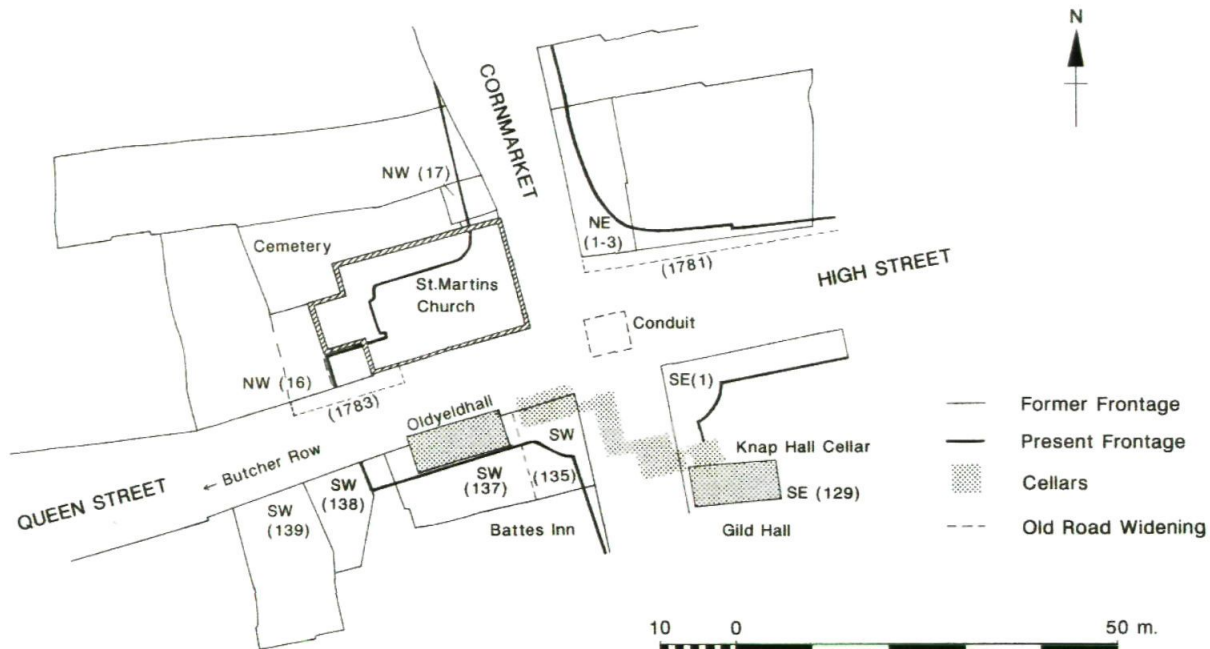 N
CORNMARKET
NW (17)
Cemetery
NE
(1-3)
(1781)
HIGH STREET
St.Martins
Church
Conduit
NW (16)
(1783)
SE(1)
Oldyeldhall
SW
Knap Hall Cellar
← Butcher Row
QUEEN STREET
SW
(138)
SW
(137)
(135)
SE (129)
SW
(139)
Battes Inn
Gild Hall
Former Frontage
Present Frontage
Cellars
Old Road Widening
10 0 50 m.